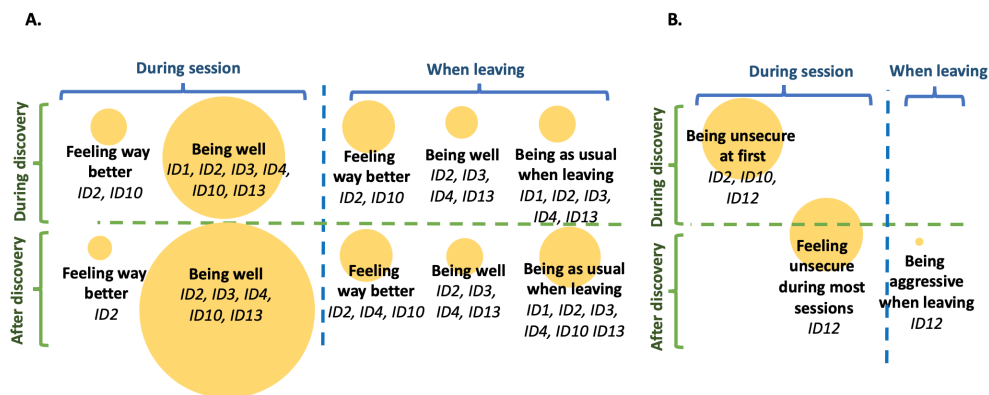 A.
B.
During session
When leaving
During session
When leaving
During discovery
Feeling way
better
ID2, ID10
Being well
ID1, ID2, ID3, ID4,
ID10, ID13
Feeling
way better
ID2, ID10
Being well
ID2, ID3,
ID4, ID13
Being as usual
when leaving
ID1, ID2, ID3,
ID4, ID13
During discovery
Being unsecure
at first
ID2, ID10,
ID12
After discovery
Feeling way
better
ID2
Being well
ID2, ID3, ID4,
ID10, ID13
Feeling
way better
ID2, ID4, ID10
Being well
ID2, ID3,
ID4, ID13
Being as usual
when leaving
ID1, ID2, ID3,
ID4, ID10 ID13
After discovery
Feeling
unsecure
during most
sessions
ID12
Being
aggressive
when leaving
ID12